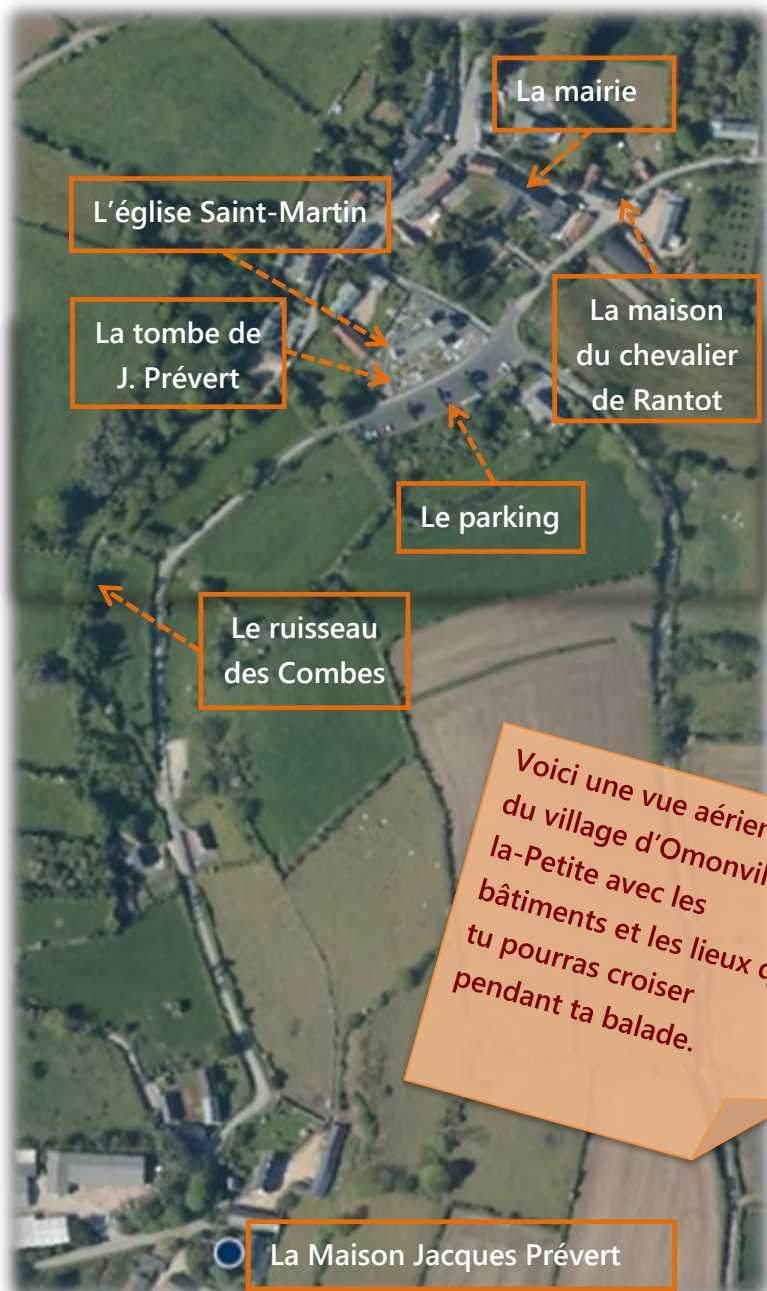 La mairie
L'église Saint-Martin
La tombe de
J. Prévert
La maison
du chevalier
de Rantot
Le parking
Le ruisseau
des Combes
Voici une vue
du village
la-Petite avec les
bâtiments et les lieux
tu pourras croiser
pendant ta balade.
La Maison Jacques Prévert